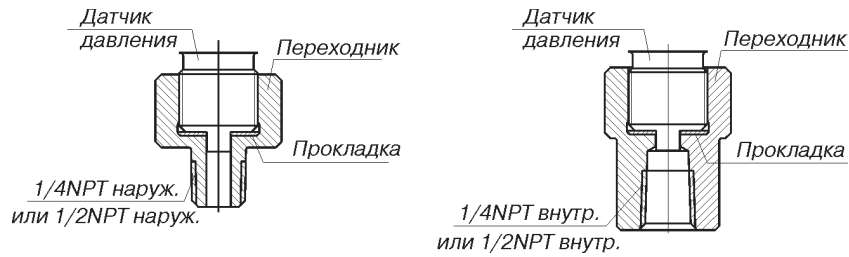 Датчик
давления
Переходник
Прокладка
1/4NPT наруж.
или 1/2NPT наруж.
Датчик
давления
Переходник
Прокладка
1/4NPT внутр.
или 1/2NPT внутр.